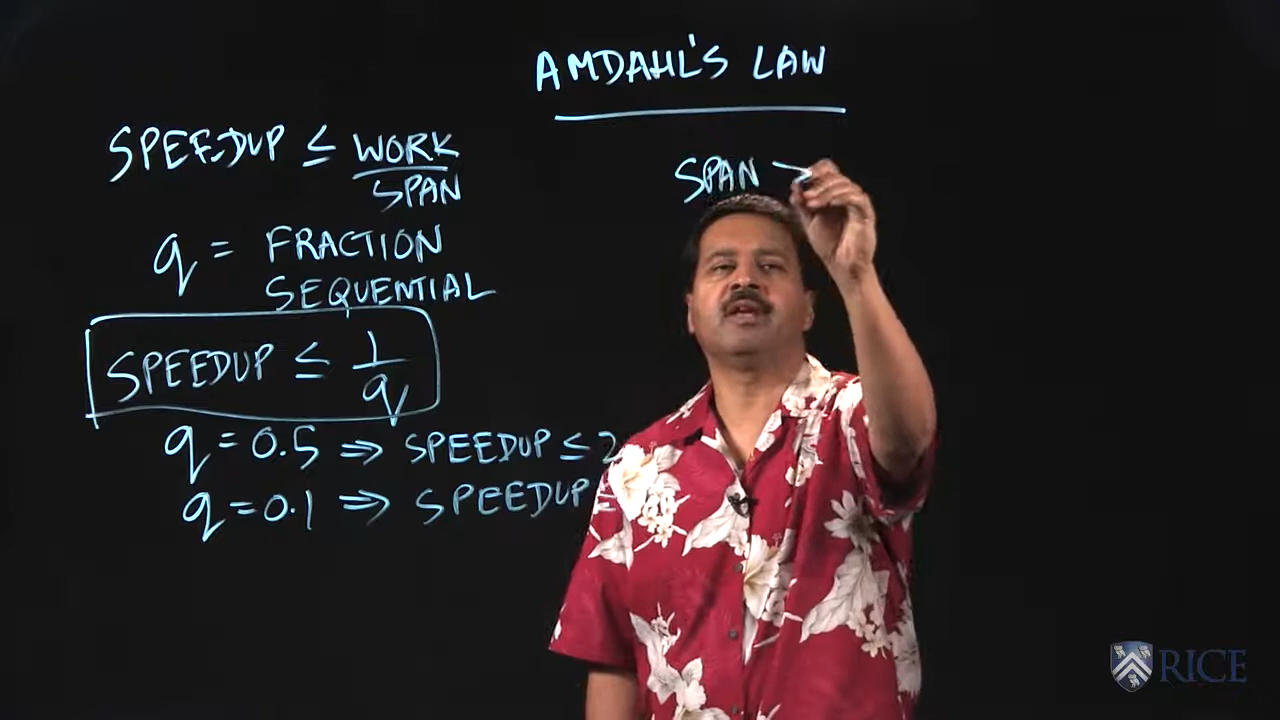 AMDAHL'S LAW
SPEEDUP ≤ WORK
SPAN
q = FRACTION
SEQUENTIAL
SPEEDUP ≤ 1
q
q = 0.5 ⇒ SPEEDUP ≤ 2
q = 0.1 ⇒ SPEEDUP ≤
SPAN ≥
RICE